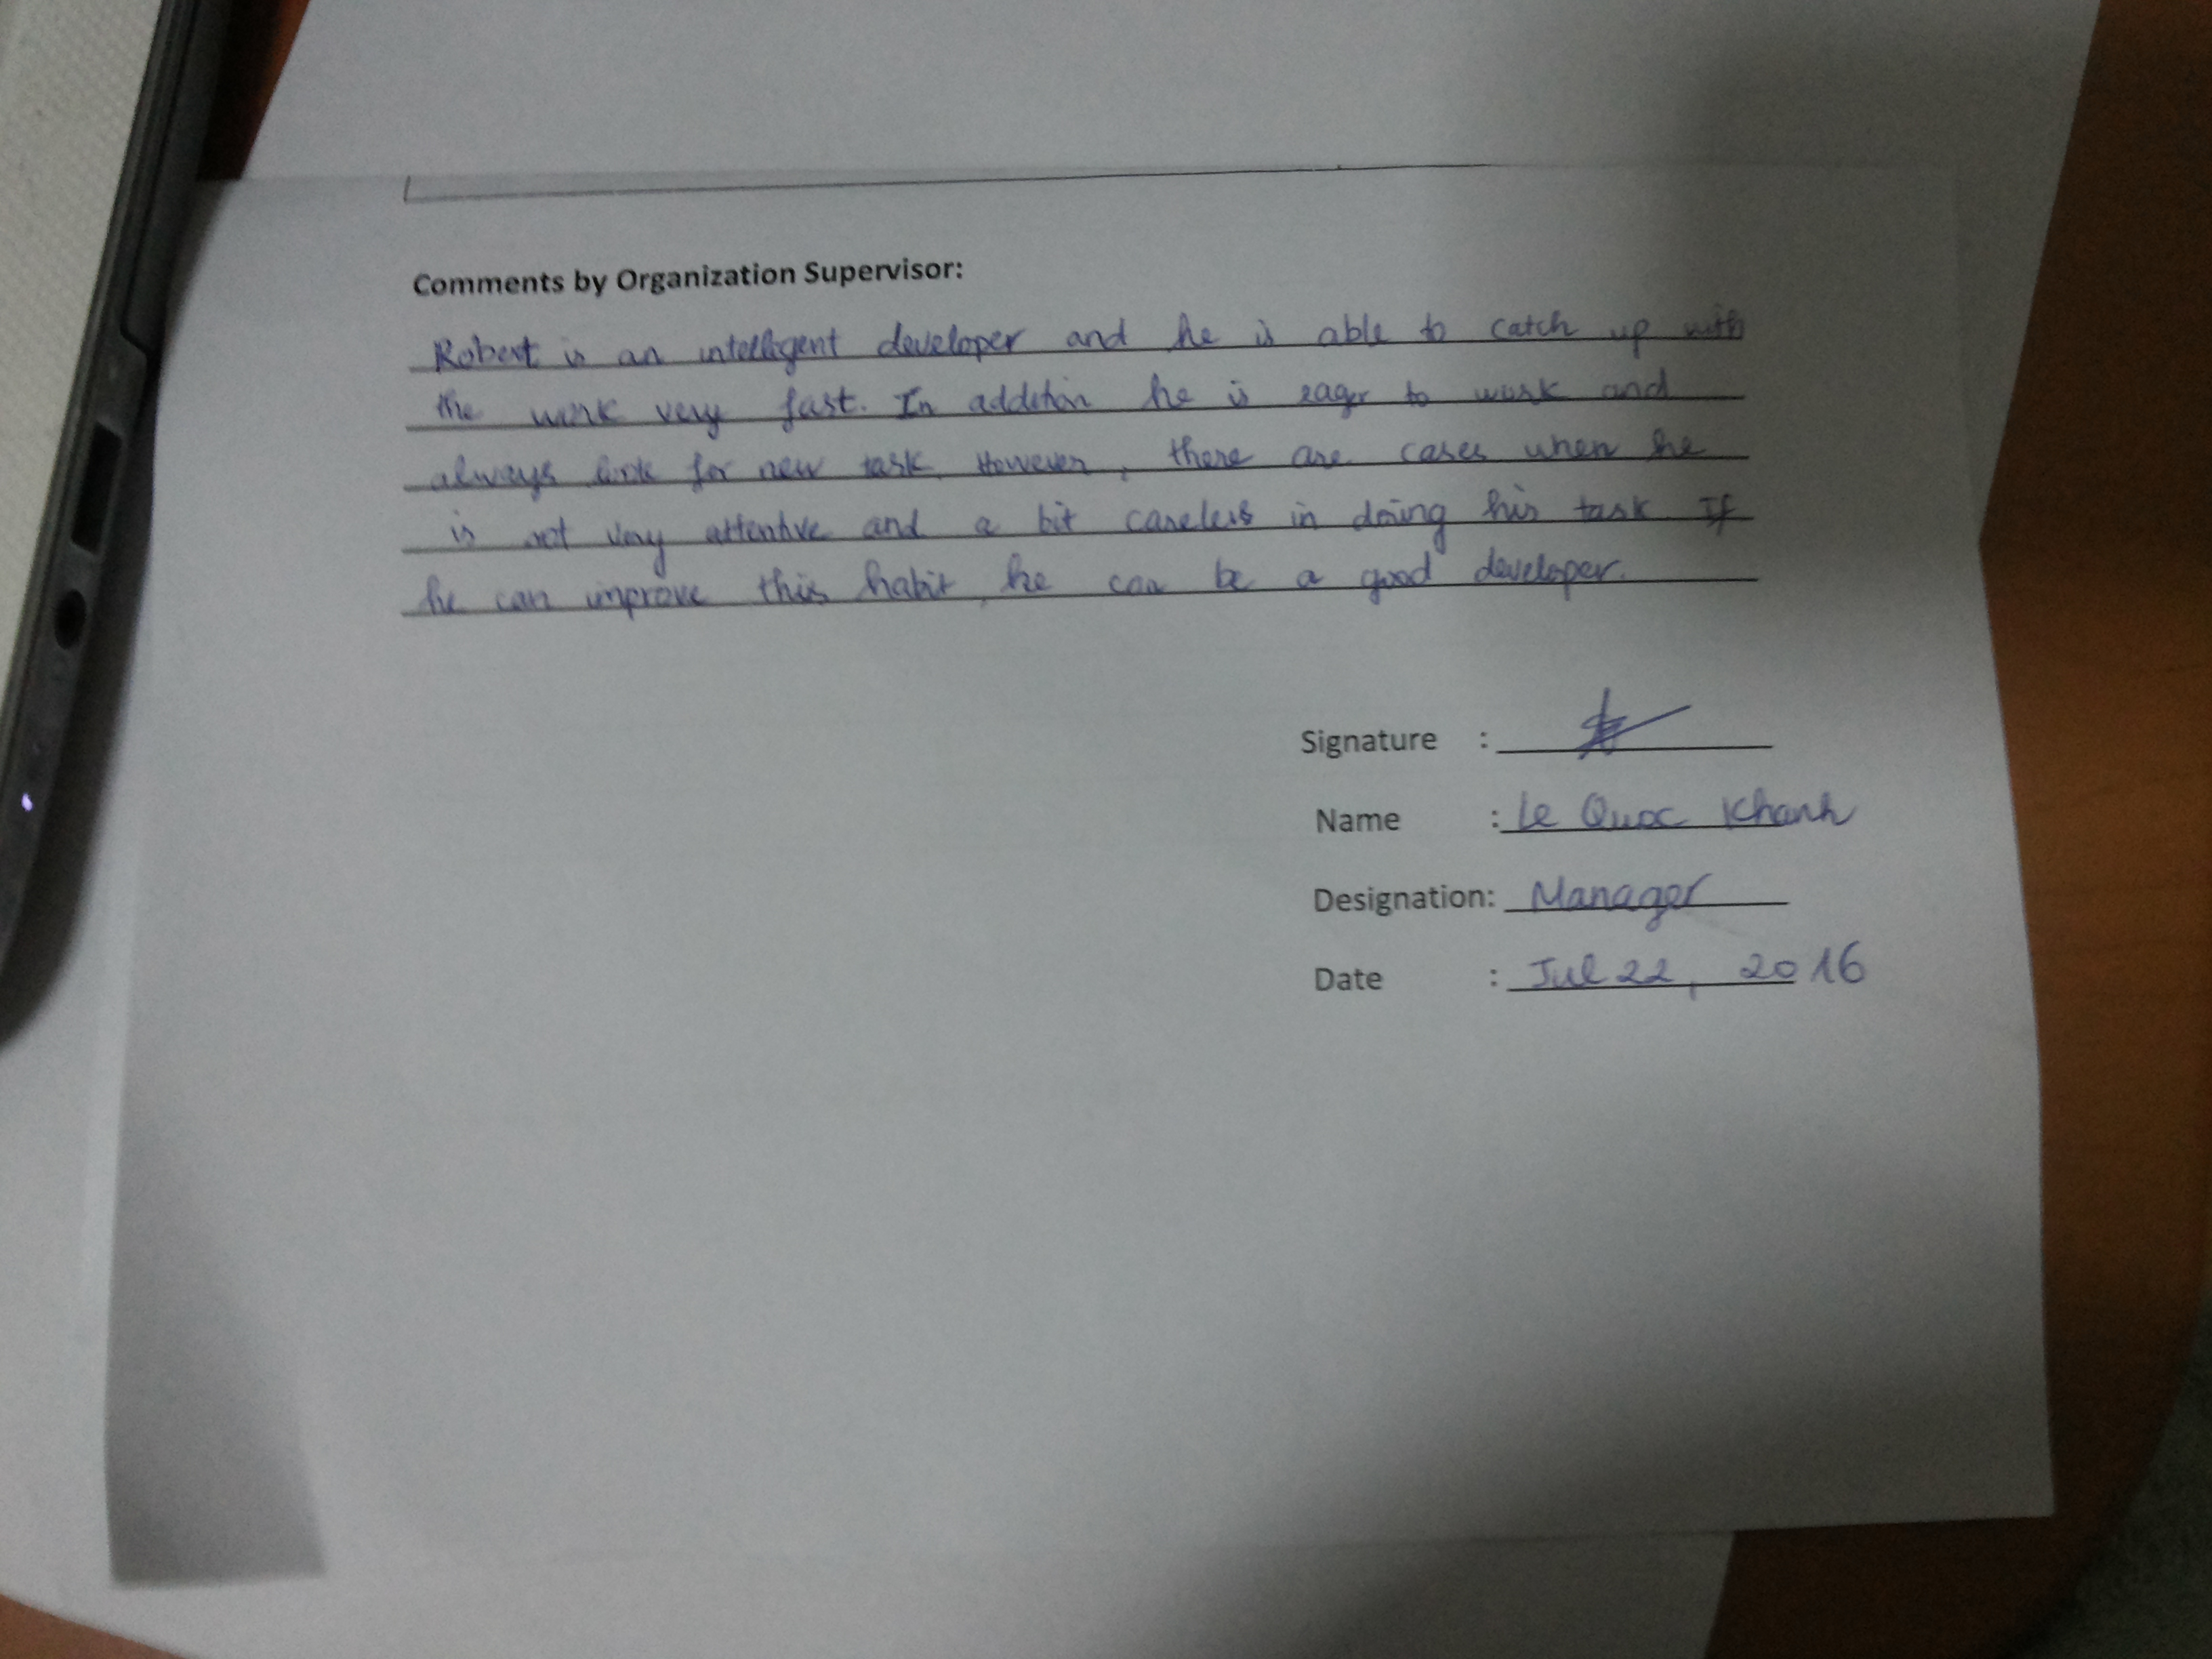 Comments by Organization Supervisor:
Robert is an intelligent developer and he is able to catch up with
the work very fast. In addition he is eager to work and
always look for new task. However, there are cases when he
is not very attentive and a bit careless in doing his task If
he can improve this habit, he can be a good developer.
Signature :
Name : Le Quoc Khanh
Designation: Manager
Date : Jul 22, 2016